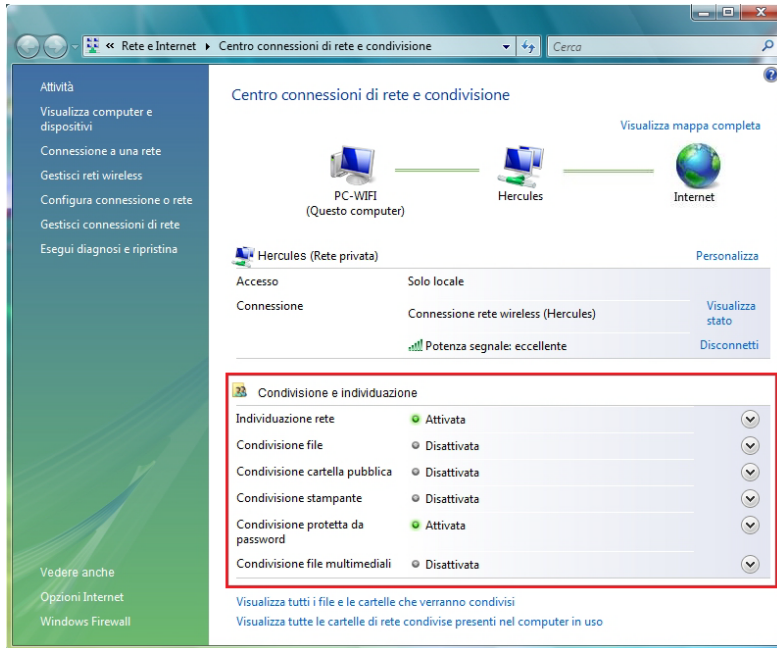 « Rete e Internet ▸ Centro connessioni di rete e condivisione
Cerca
Attività
Visualizza computer e
dispositivi
Connessione a una rete
Gestisci reti wireless
Configura connessione o rete
Gestisci connessioni di rete
Esegui diagnosi e ripristina
Vedere anche
Opzioni Internet
Windows Firewall
Centro connessioni di rete e condivisione
Visualizza mappa completa
PC-WIFI
(Questo computer)
Hercules
Internet
Hercules (Rete privata) Personalizza
Accesso Solo locale
Connessione Connessione rete wireless (Hercules) Visualizza
stato
Potenza segnale: eccellente Disconnetti
Condivisione e individuazione
Individuazione rete Attivata
Condivisione file Disattivata
Condivisione cartella pubblica Disattivata
Condivisione stampante Disattivata
Condivisione protetta da Attivata
password
Condivisione file multimediali Disattivata
Visualizza tutti i file e le cartelle che verranno condivisi
Visualizza tutte le cartelle di rete condivise presenti nel computer in uso